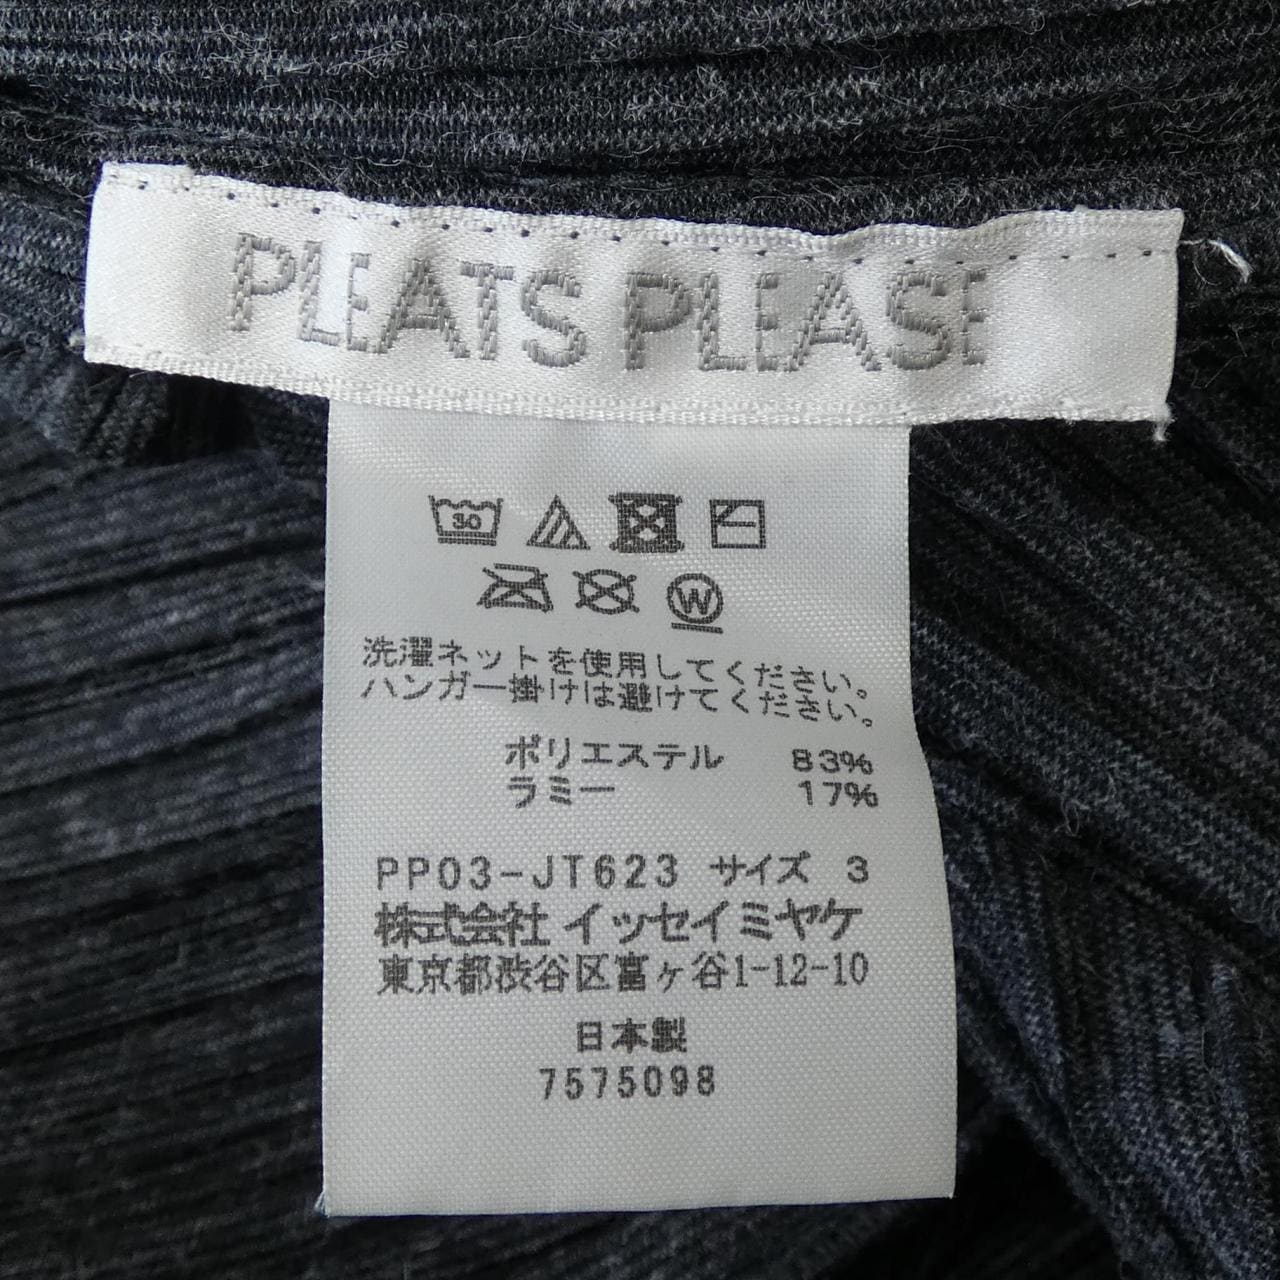 PLEATS PLEASE
30
W
洗濯ネットを使用してください。
ハンガー掛けは避けてください。
ポリエステル 83%
ラミー 17%
PP03-JT623 サイズ 3
株式会社 イッセイミヤケ
東京都渋谷区富ヶ谷1-12-10
日本製
7575098